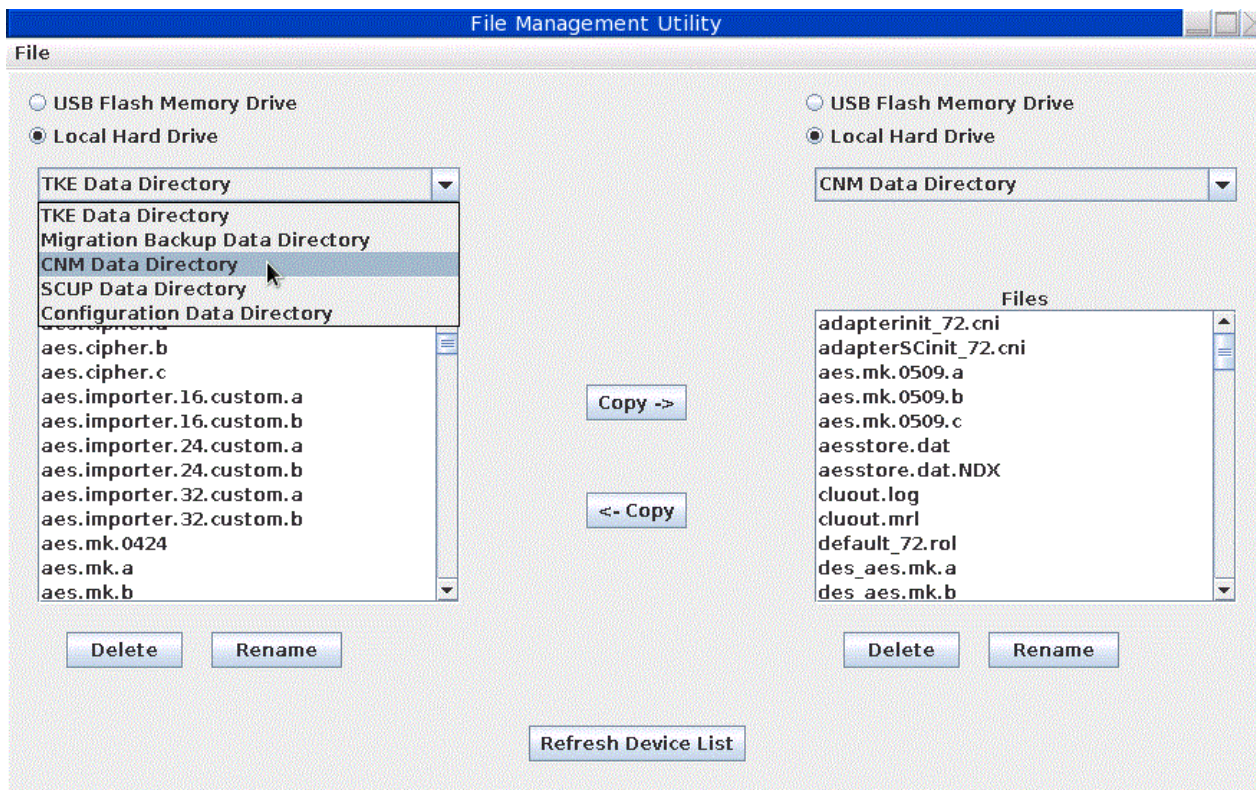 File Management Utility
File
USB Flash Memory Drive
Local Hard Drive
TKE Data Directory
TKE Data Directory
Migration Backup Data Directory
CNM Data Directory
SCUP Data Directory
Configuration Data Directory
aes.cipher.b
aes.cipher.c
aes.importer.16.custom.a
aes.importer.16.custom.b
aes.importer.24.custom.a
aes.importer.24.custom.b
aes.importer.32.custom.a
aes.importer.32.custom.b
aes.mk.0424
aes.mk.a
aes.mk.b
Delete Rename
Copy ->
<- Copy
USB Flash Memory Drive
Local Hard Drive
CNM Data Directory
Files
adapterinit_72.cni
adapterSCinit_72.cni
aes.mk.0509.a
aes.mk.0509.b
aes.mk.0509.c
aesstore.dat
aesstore.dat.NDX
cluout.log
cluout.mrl
default_72.rol
des_aes.mk.a
des_aes.mk.b
Delete Rename
Refresh Device List